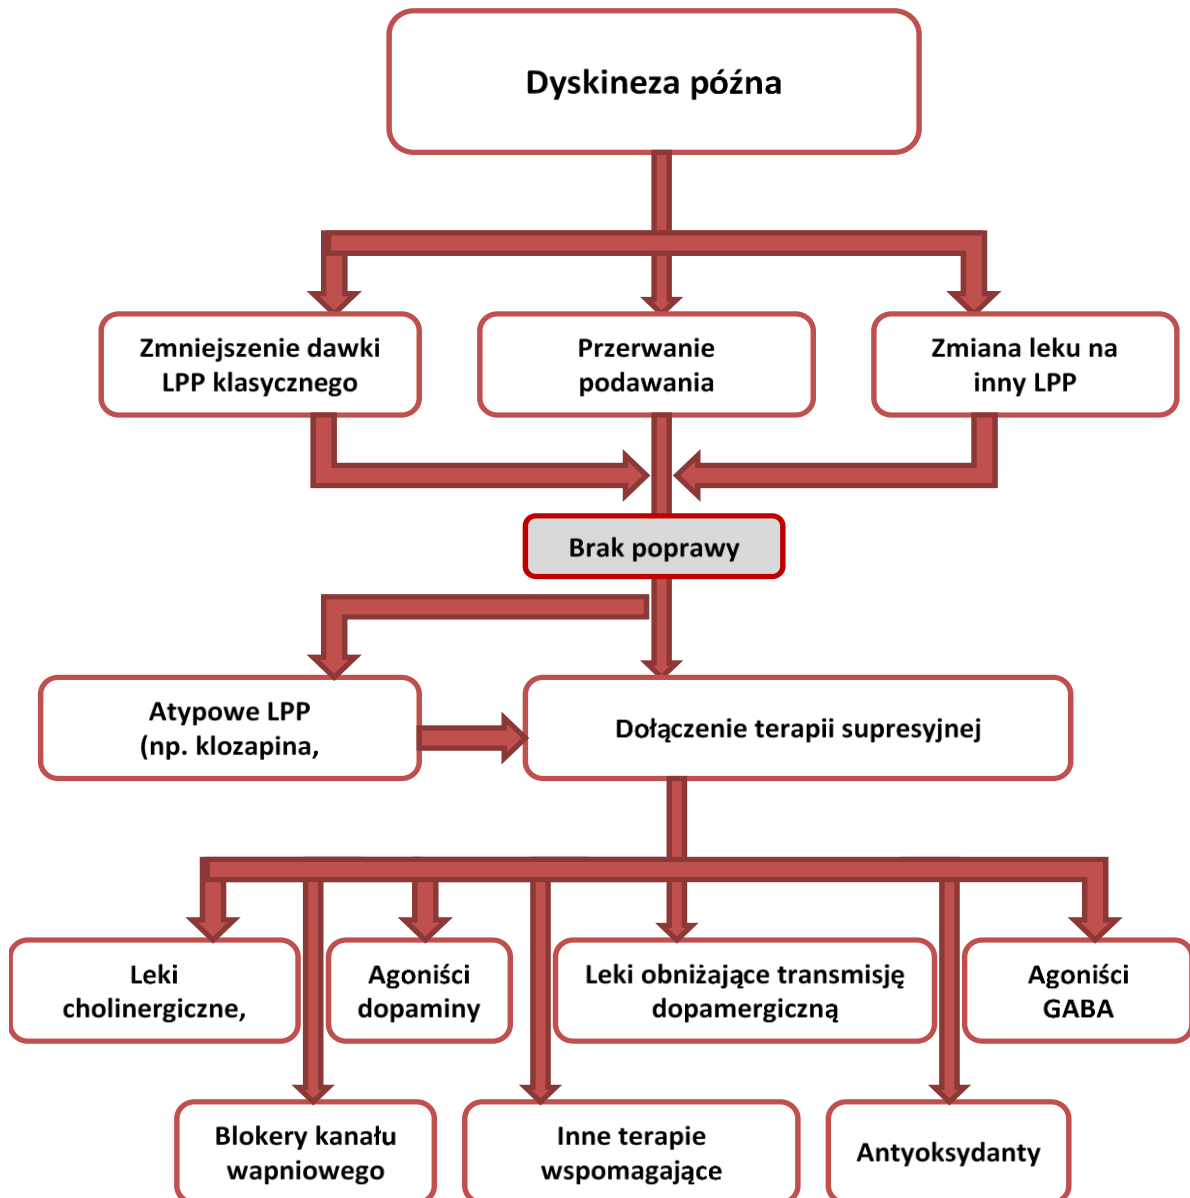 Dyskineza późna
Zmniejszenie dawki
LPP klasycznego
Przerwanie
podawania
Zmiana leku na
inny LPP
Brak poprawy
Atypowe LPP
(np. klozapina,
Dołączenie terapii supresyjnej
Leki
cholinergiczne,
Agoniści
dopaminy
Leki obniżające transmisję
dopamergiczną
Agoniści
GABA
Blokery kanału
wapniowego
Inne terapie
wspomagające
Antyoksydanty